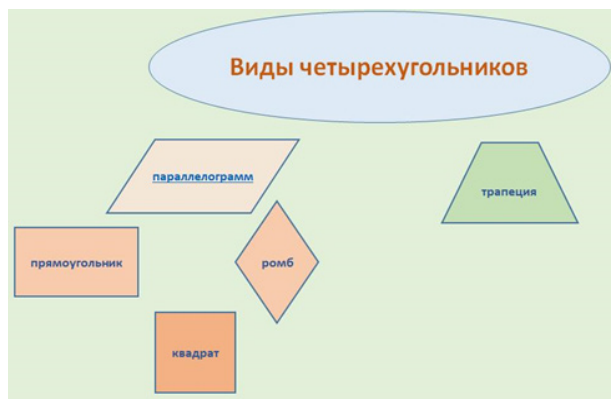 Виды четырехугольников
параллелограмм
трапеция
прямоугольник
ромб
квадрат